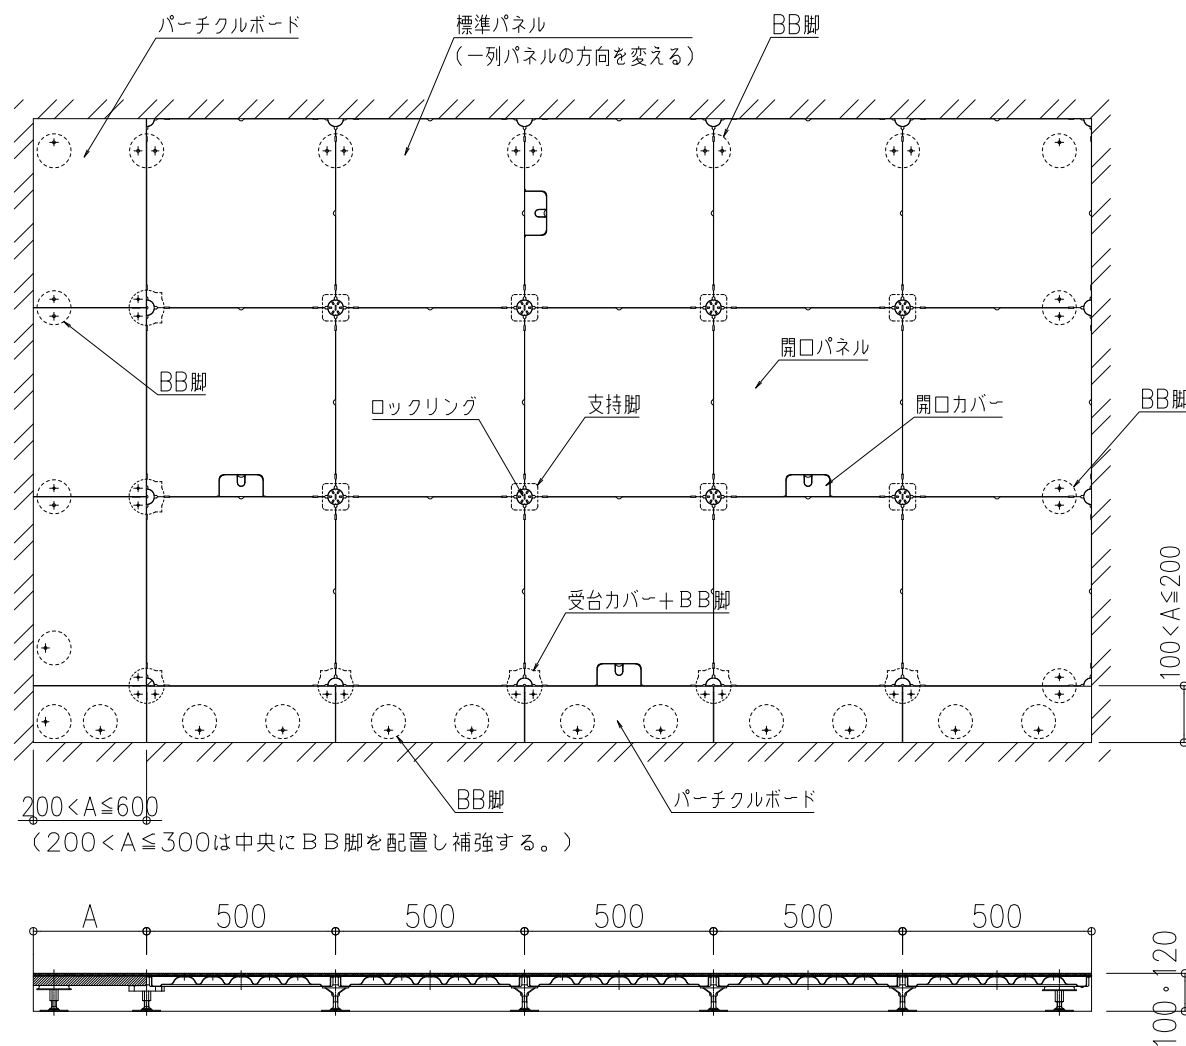 パーチクルボード
標準パネル
(一列パネルの方向を変える)
BB脚
開口パネル
BB脚
ロックリング
支持脚
開口カバー
BB脚
受台カバー+BB脚
100<A≦200
200<A≦600
BB脚
パーチクルボード
(200<A≦300は中央にBB脚を配置し補強する。)
A
500
500
500
500
500
100・120